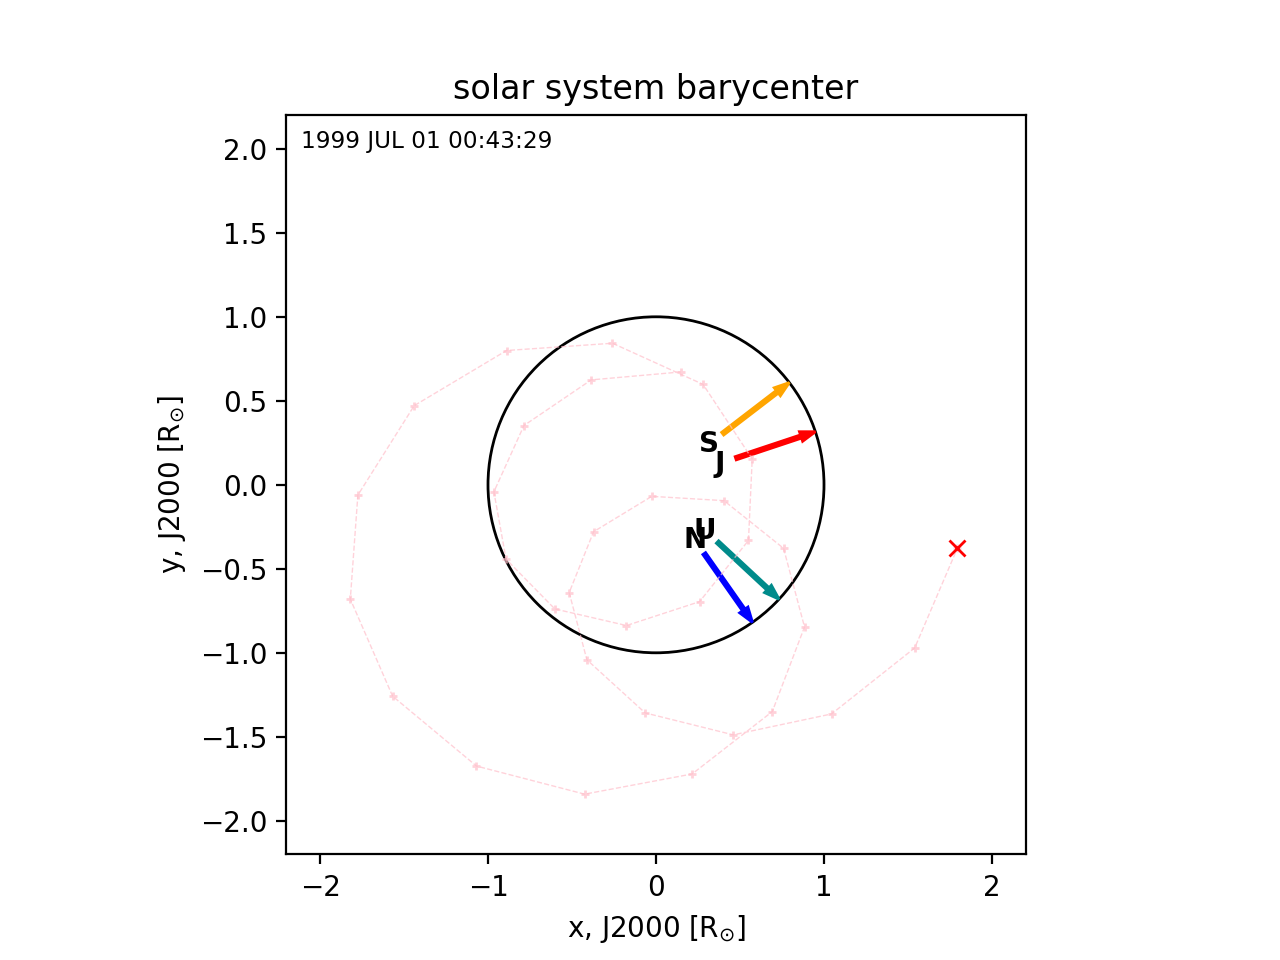 solar system barycenter
1999 JUL 01 00:43:29
2.0
1.5
1.0
0.5
0.0
−0.5
−1.0
−1.5
−2.0
y, J2000 [R☉]
S
J
U
N
−2
−1
0
1
2
x, J2000 [R☉]